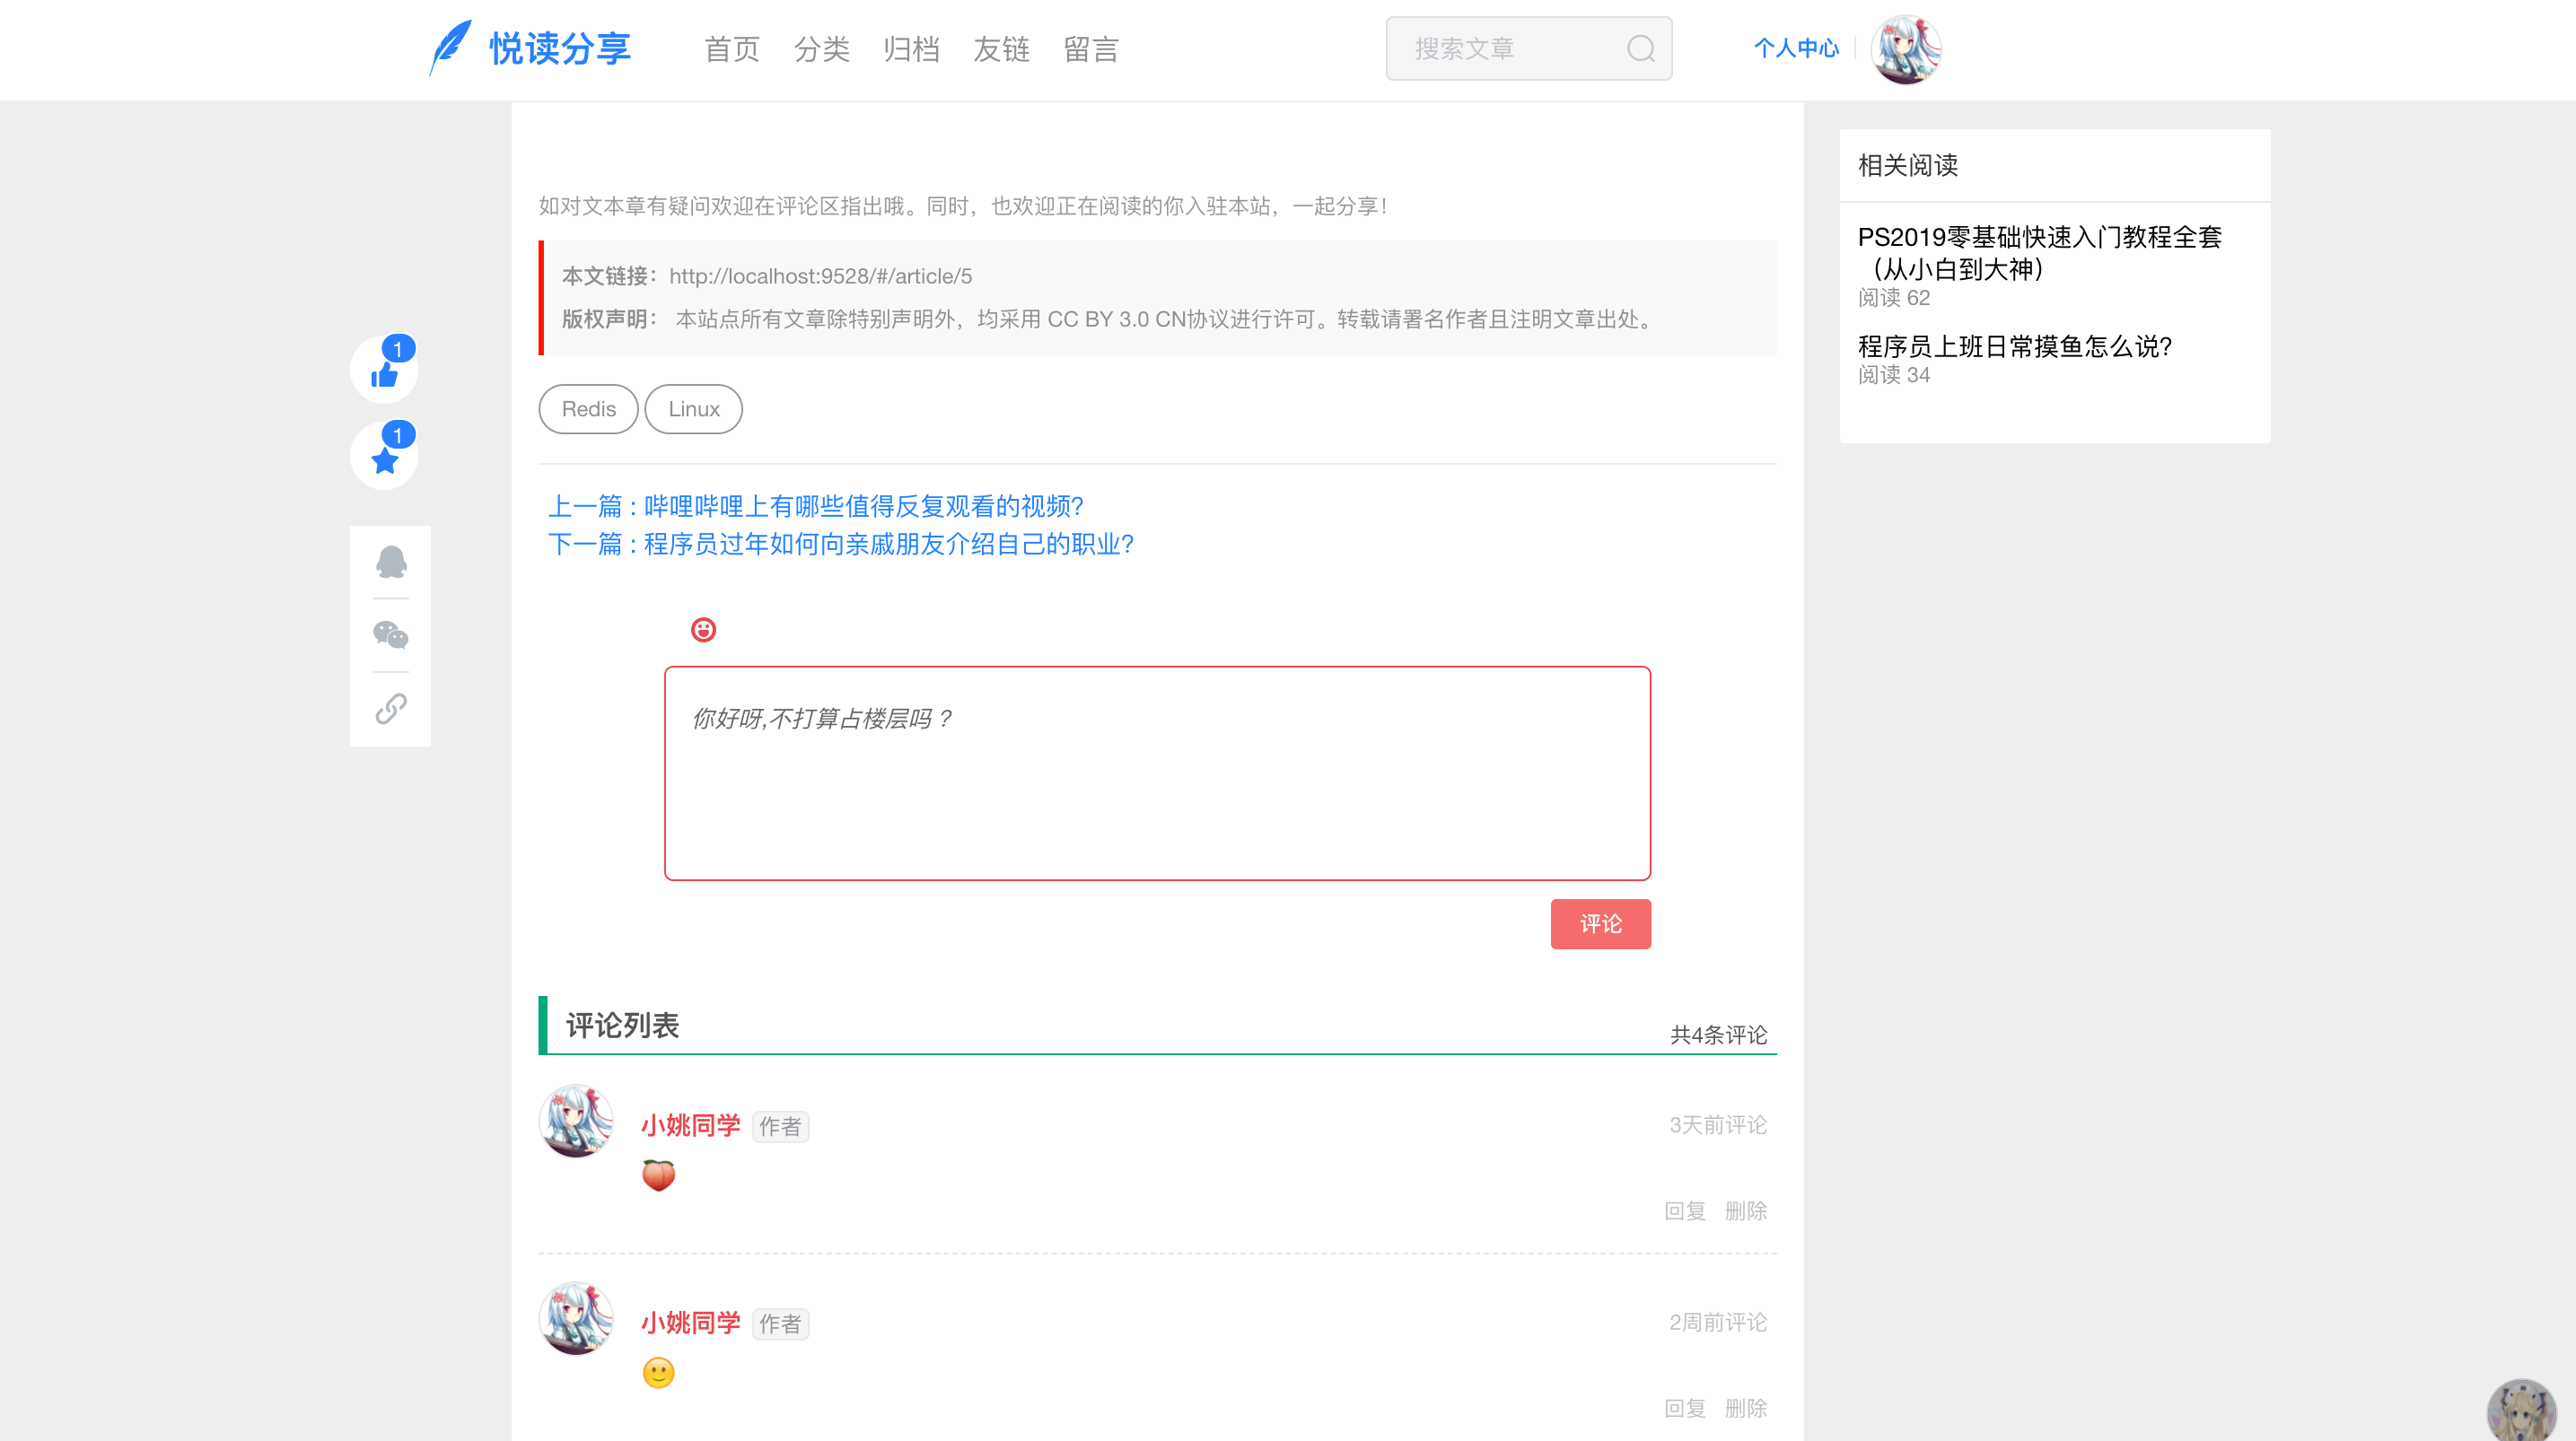 悦读分享
首页 分类 归档 友链 留言
搜索文章
个人中心
如对文本章有疑问欢迎在评论区指出哦。同时，也欢迎正在阅读的你入驻本站，一起分享！
本文链接：http://localhost:9528/#/article/5
版权声明： 本站点所有文章除特别声明外，均采用 CC BY 3.0 CN协议进行许可。转载请署名作者且注明文章出处。
Redis Linux
上一篇 : 哔哩哔哩上有哪些值得反复观看的视频?
下一篇 : 程序员过年如何向亲戚朋友介绍自己的职业?
1
1
你好呀,不打算占楼层吗？
评论
评论列表
共4条评论
小姚同学 作者
3天前评论
回复 删除
小姚同学 作者
2周前评论
回复 删除
相关阅读
PS2019零基础快速入门教程全套
（从小白到大神）
阅读 62
程序员上班日常摸鱼怎么说?
阅读 34